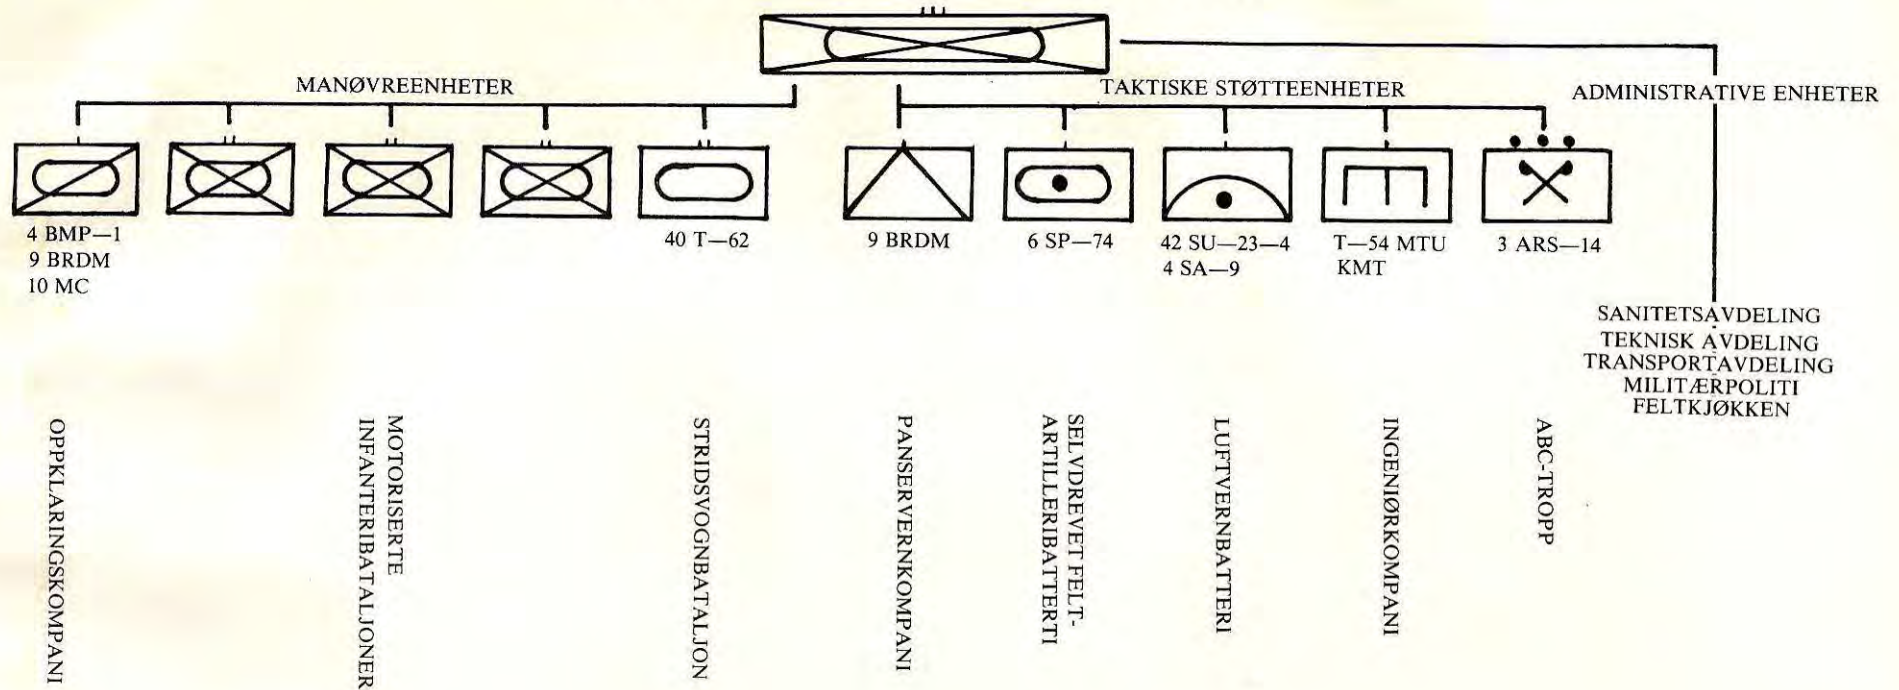 MANØVREENHETER
TAKTISKE STØTTEENHETER
ADMINISTRATIVE ENHETER
4 BMP—1
9 BRDM
10 MC
40 T—62
9 BRDM
6 SP—74
42 SU—23—4
4 SA—9
T—54 MTU
KMT
3 ARS—14
SANITETSAVDELING
TEKNISK AVDELING
TRANSPORTAVDELING
MILITÆRPOLITI
FELTKJØKKEN
OPPKLARINGSKOMPANI
MOTORISERTE
INFANTERIBATALJONER
STRIDSVOGNBATALJON
PANSERVERNKOMPANI
SELVDREVET FELT-
ARTILLERIBATTERTI
LUFTVERNBATTERI
INGENIØRKOMPANI
ABC-TROPP